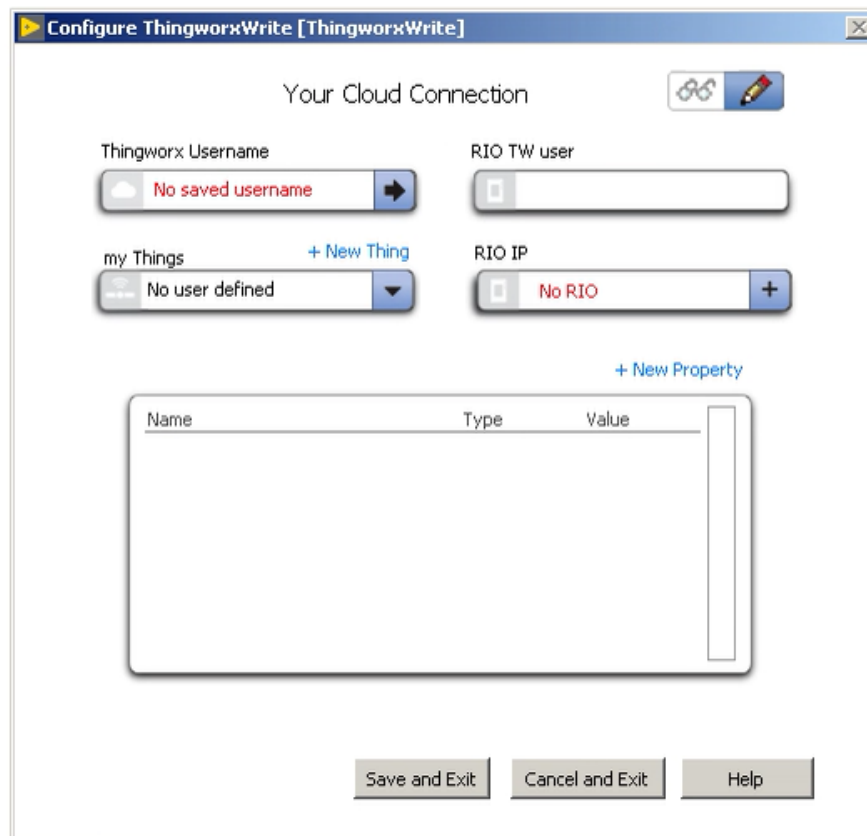 Configure ThingworxWrite [ThingworxWrite]
Your Cloud Connection
Thingworx Username
RIO TW user
No saved username
my Things
+ New Thing
RIO IP
No user defined
No RIO
+
+ New Property
Name Type Value
Save and Exit
Cancel and Exit
Help